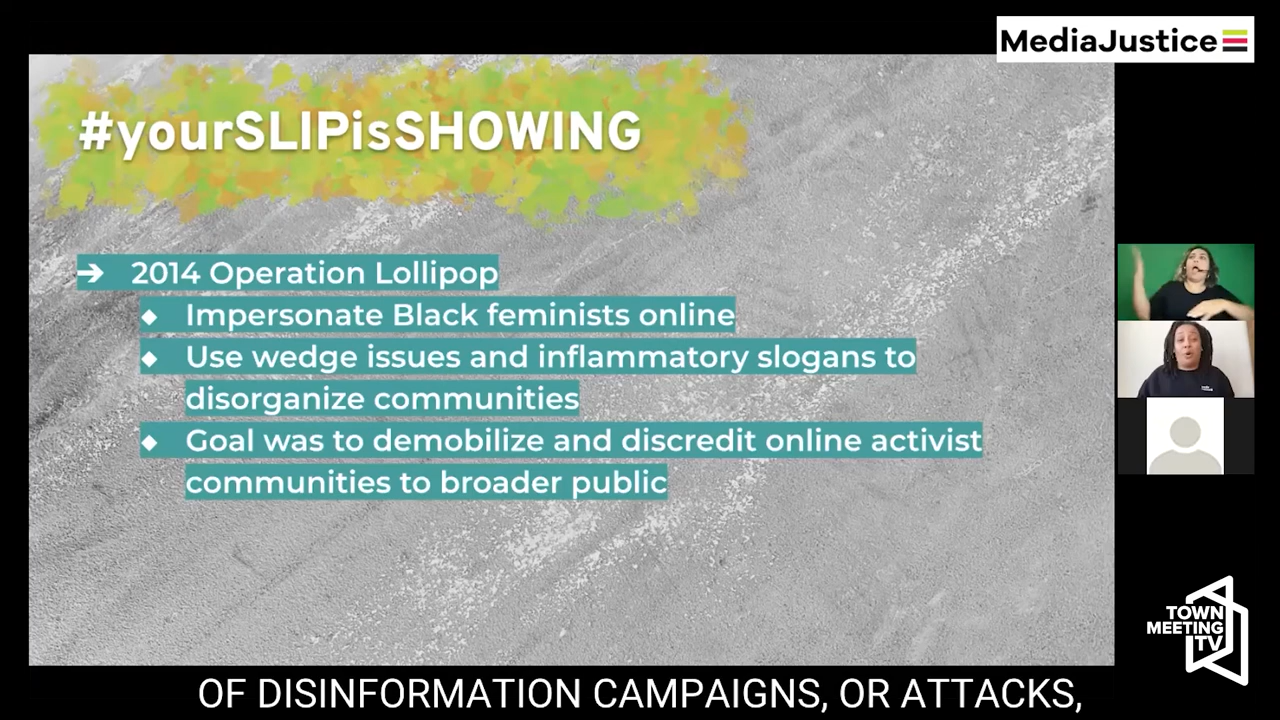 MediaJustice
#yourSLIPisSHOWING
➔ 2014 Operation Lollipop
◆ Impersonate Black feminists online
◆ Use wedge issues and inflammatory slogans to
disorganize communities
◆ Goal was to demobilize and discredit online activist
communities to broader public
TOWN
MEETING
TV
OF DISINFORMATION CAMPAIGNS, OR ATTACKS,